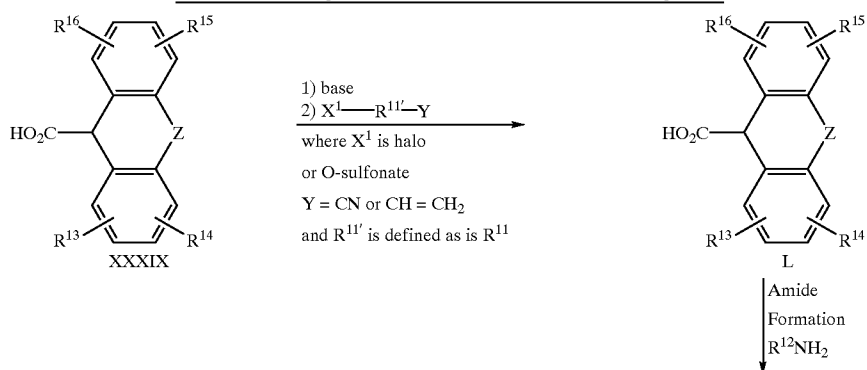 R¹⁶ R¹⁵
HO₂C Z
R¹³ R¹⁴
XXXIX
1) base
2) X¹—R¹¹′—Y
where X¹ is halo
or O-sulfonate
Y = CN or CH = CH₂
and R¹¹′ is defined as is R¹¹
R¹⁶ R¹⁵
HO₂C Z
R¹³ R¹⁴
L
Amide
Formation
R¹²NH₂